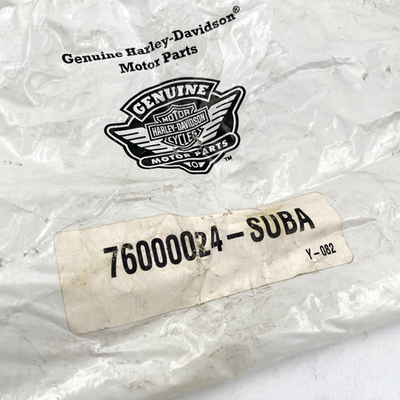 Genuine Harley-Davidson®
Motor Parts
GENUINE
MOTOR
HARLEY-DAVIDSON
CYCLES
MOTOR PARTS
TM
76000024-SUBA
Y-082